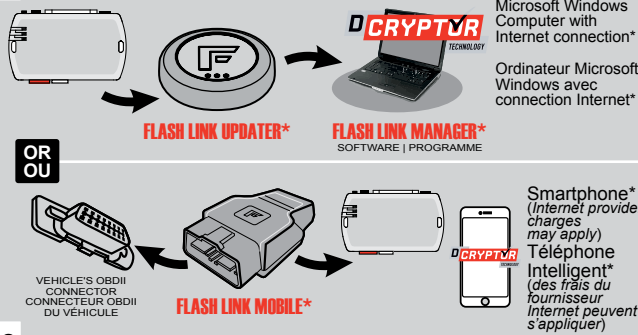 Microsoft Windows
Computer with
Internet connection*
Ordinateur Microsoft
Windows avec
connection Internet*
DCRYPTOR
TECHNOLOGY
F
FLASH LINK UPDATER*
FLASH LINK MANAGER*
SOFTWARE | PROGRAMME
OR
OU
VEHICLE'S OBDII
CONNECTOR
CONNECTEUR OBDII
DU VÉHICULE
F
FLASH LINK MOBILE*
DCRYPTOR
TECHNOLOGY
Smartphone*
(Internet provide
charges
may apply)
Téléphone
Intelligent*
(des frais du
fournisseur
Internet peuvent
s'appliquer)